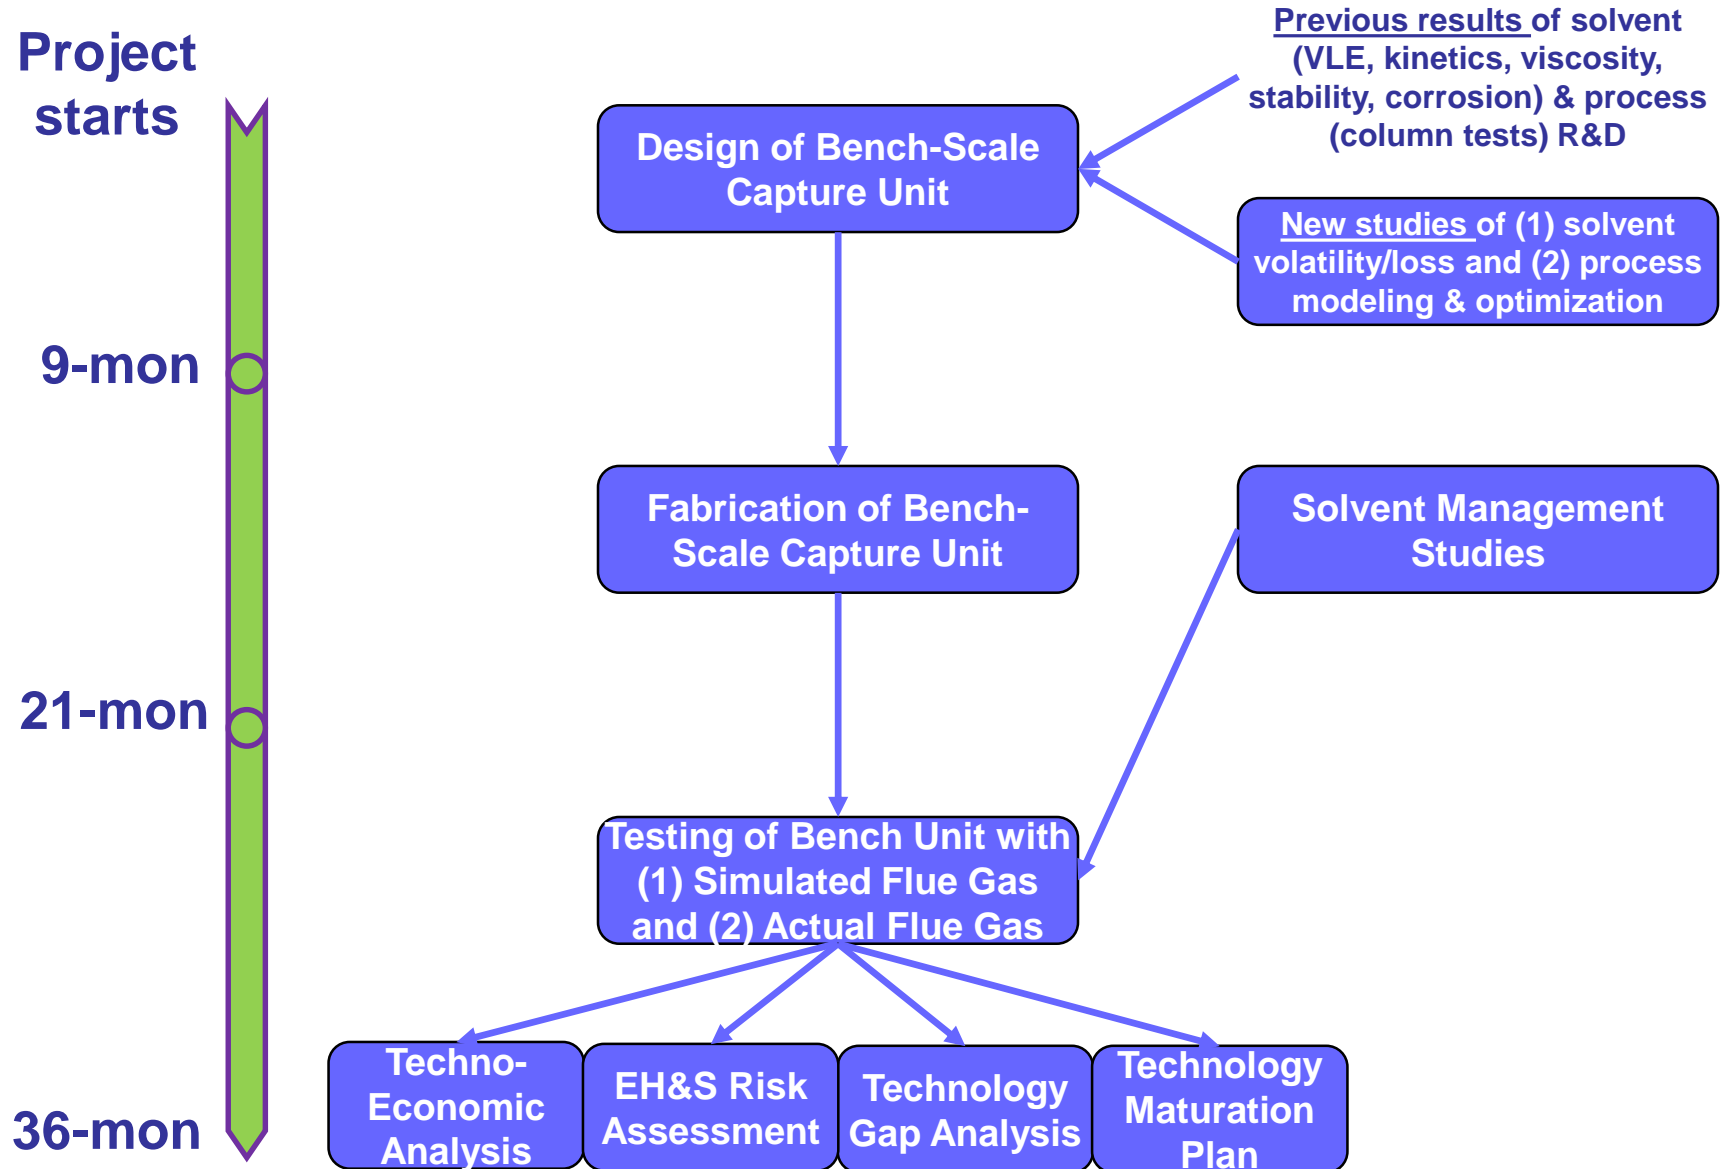 Project
starts
Previous results of solvent
(VLE, kinetics, viscosity,
stability, corrosion) & process
(column tests) R&D
Design of Bench-Scale
Capture Unit
New studies of (1) solvent
volatility/loss and (2) process
modeling & optimization
9-mon
Fabrication of Bench-
Scale Capture Unit
Solvent Management
Studies
21-mon
Testing of Bench Unit with
(1) Simulated Flue Gas
and (2) Actual Flue Gas
Techno-
Economic
Analysis
EH&S Risk
Assessment
Technology
Gap Analysis
Technology
Maturation
Plan
36-mon